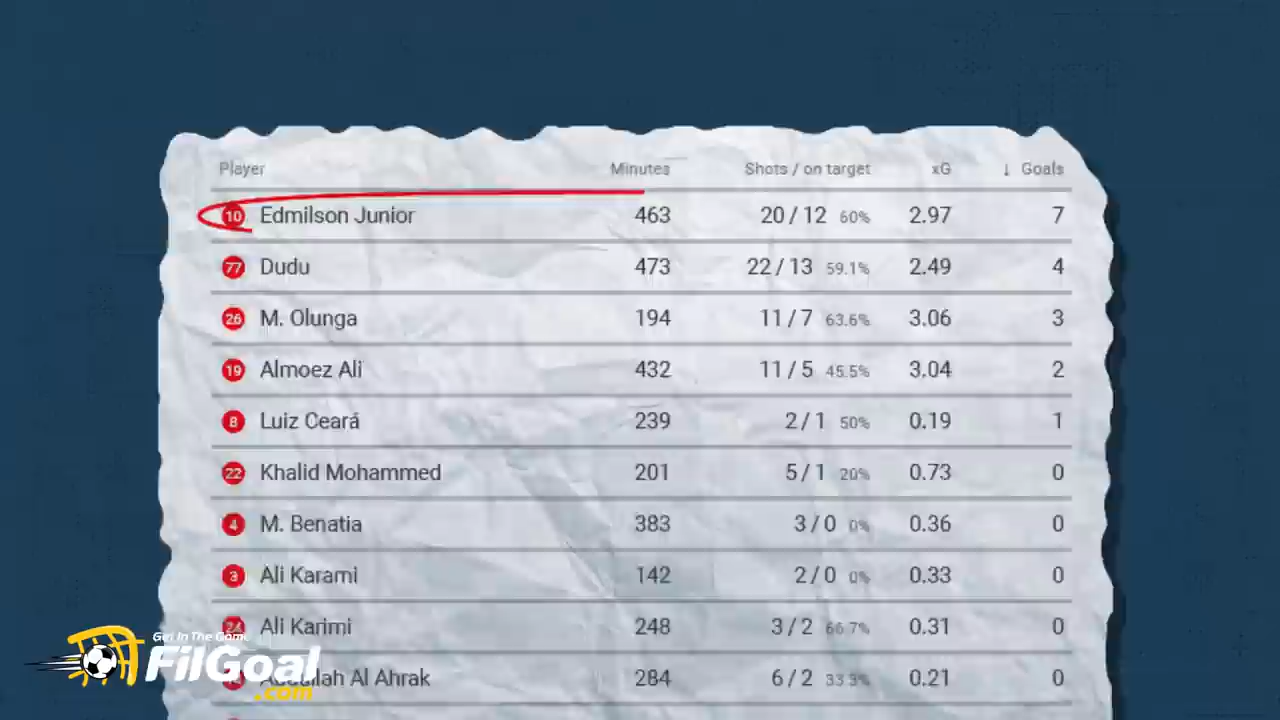 Player Minutes Shots / on target xG ↓ Goals
10 Edmilson Junior 463 20 / 12 60% 2.97 7
77 Dudu 473 22 / 13 59.1% 2.49 4
26 M. Olunga 194 11 / 7 63.6% 3.06 3
19 Almoez Ali 432 11 / 5 45.5% 3.04 2
8 Luiz Ceará 239 2 / 1 50% 0.19 1
22 Khalid Mohammed 201 5 / 1 20% 0.73 0
4 M. Benatia 383 3 / 0 0% 0.36 0
3 Ali Karami 142 2 / 0 0% 0.33 0
24 Ali Karimi 248 3 / 2 66.7% 0.31 0
Abdullah Al Ahrak 284 6 / 2 33.3% 0.21 0
Get In The Game
FilGoal
.com